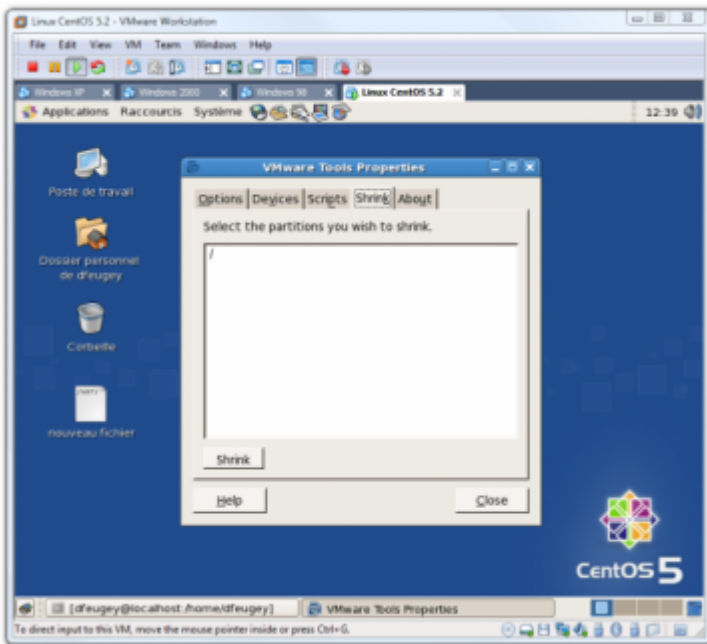 Linux CentOS 5.2 - VMware Workstation
File Edit View VM Team Windows Help
Windows XP Windows 2000 Windows 98 Linux CentOS 5.2
Applications Raccourcis Système 12:39
VMware Tools Properties
Poste de travail
Options Devices Scripts Shrink About
Select the partitions you wish to shrink.
/
Dossier personnel
de dfeugey
Corbeille
nouveau fichier
Shrink
Help Close
CentOS 5
[dfeugey@localhost:/home/dfeugey] VMware Tools Properties
To direct input to this VM, move the mouse pointer inside or press Ctrl+G.